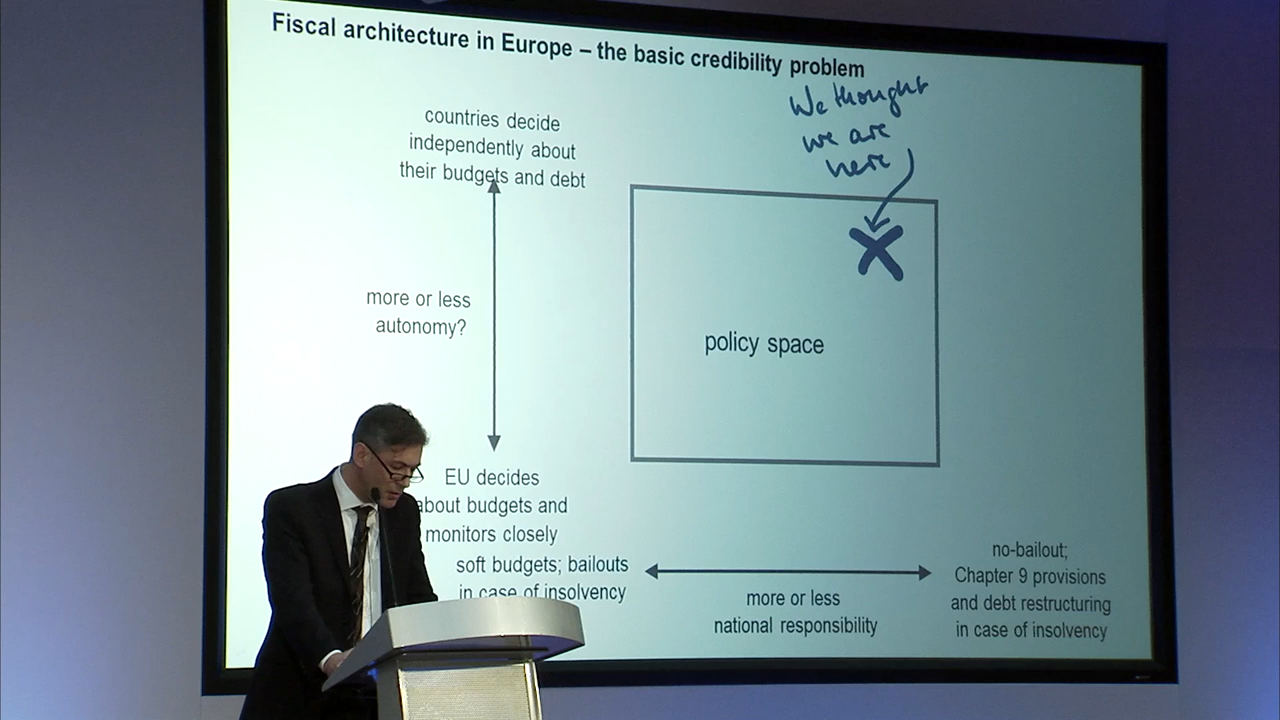 Fiscal architecture in Europe – the basic credibility problem
We thought
we are
here
countries decide
independently about
their budgets and debt
more or less
autonomy?
policy space
EU decides
about budgets and
monitors closely
soft budgets; bailouts
in case of insolvency
more or less
national responsibility
no-bailout;
Chapter 9 provisions
and debt restructuring
in case of insolvency